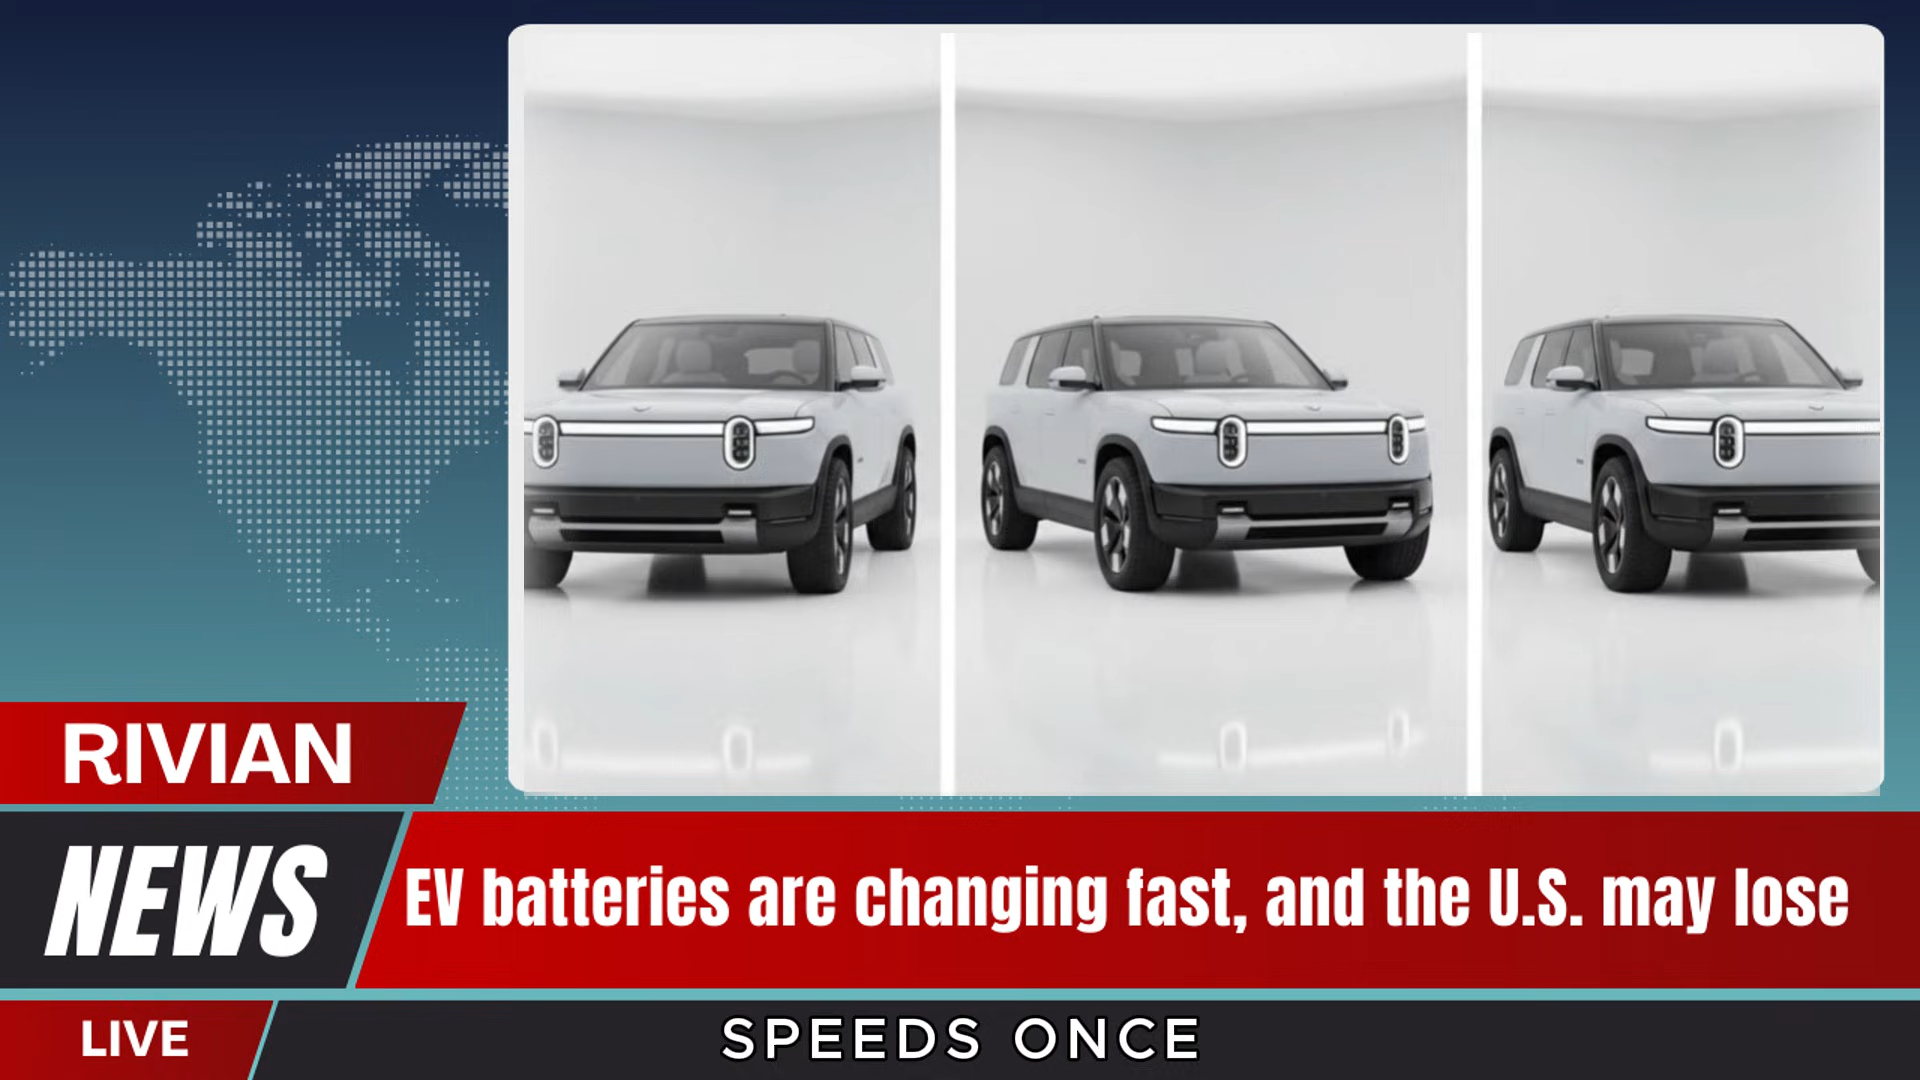 RIVIAN
NEWS
EV batteries are changing fast, and the U.S. may lose
LIVE
SPEEDS ONCE